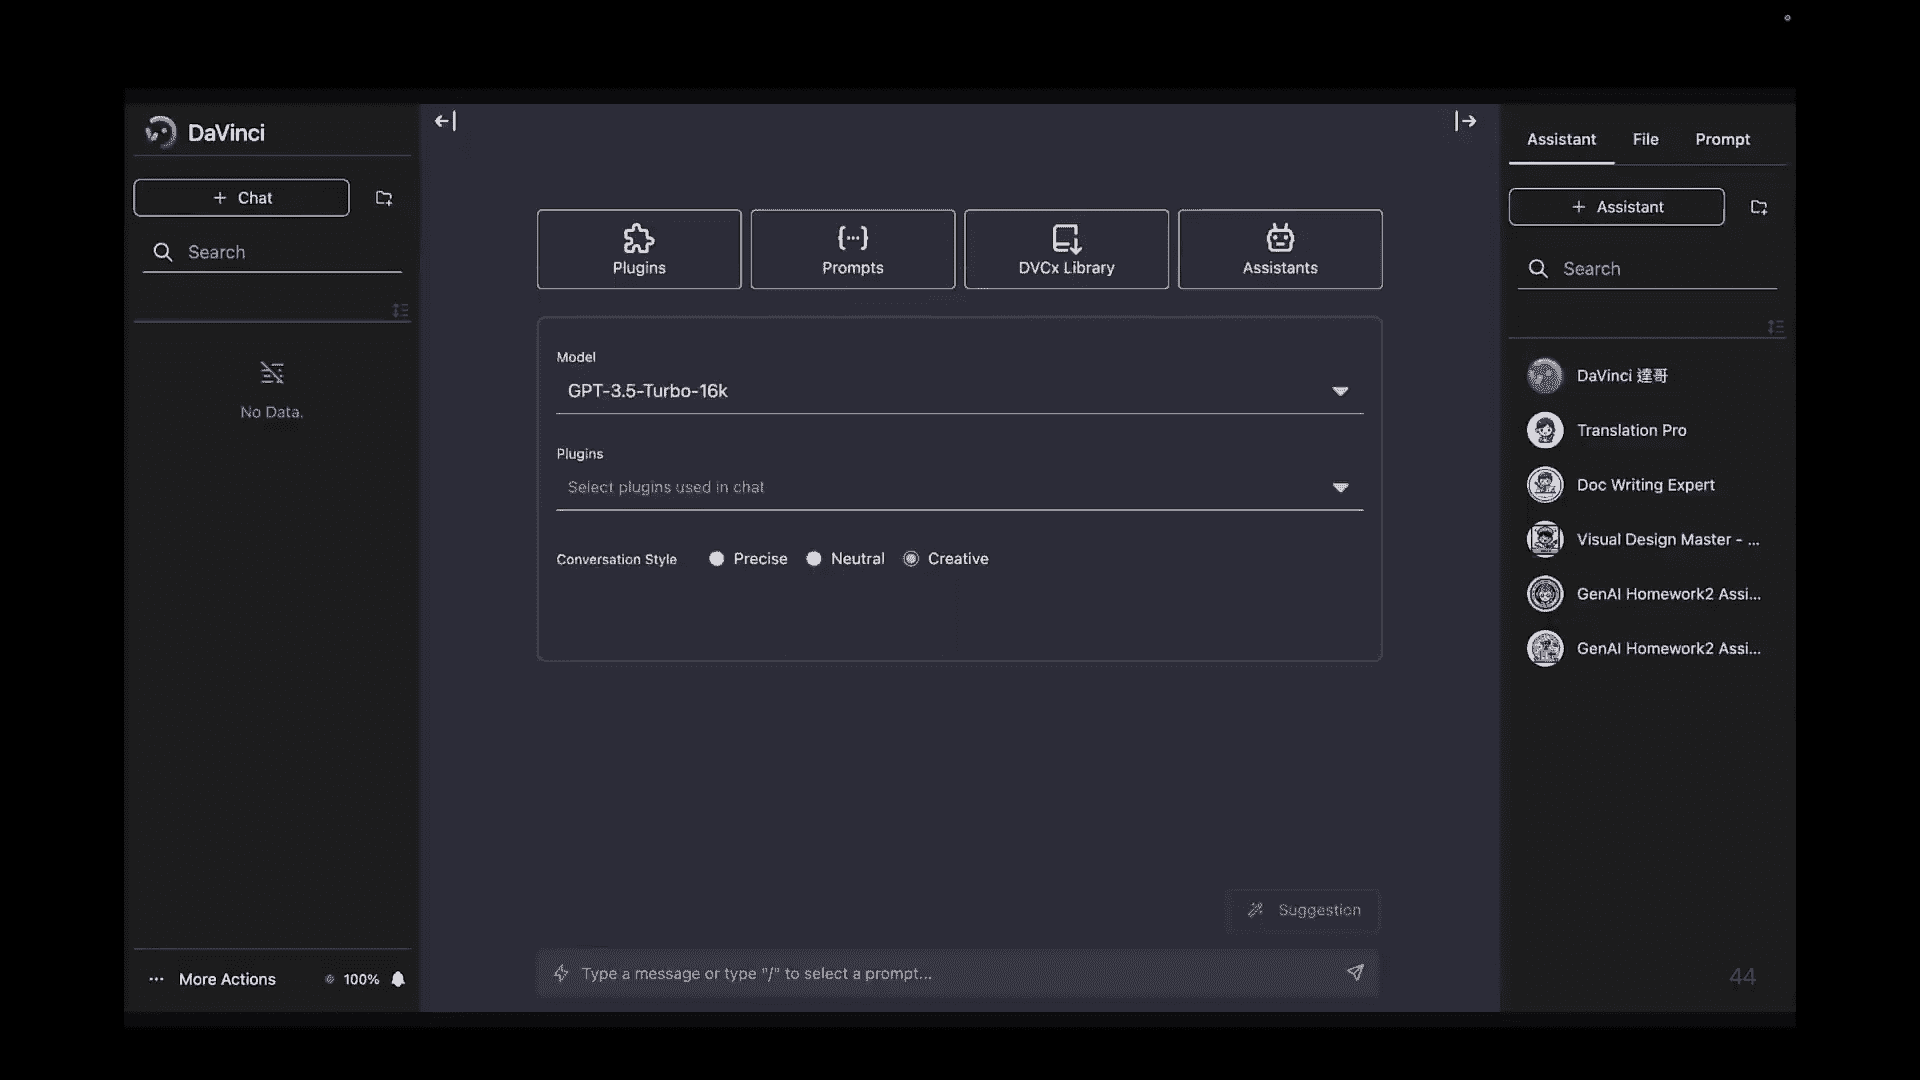 DaVinci
+ Chat
Search
No Data.
More Actions
100%
Plugins
Prompts
DVCx Library
Assistants
Model
GPT-3.5-Turbo-16k
Plugins
Select plugins used in chat
Conversation Style
Precise
Neutral
Creative
Suggestion
Type a message or type "/" to select a prompt...
Assistant
File
Prompt
+ Assistant
Search
DaVinci 達哥
Translation Pro
Doc Writing Expert
Visual Design Master - ...
GenAI Homework2 Assi...
GenAI Homework2 Assi...
44